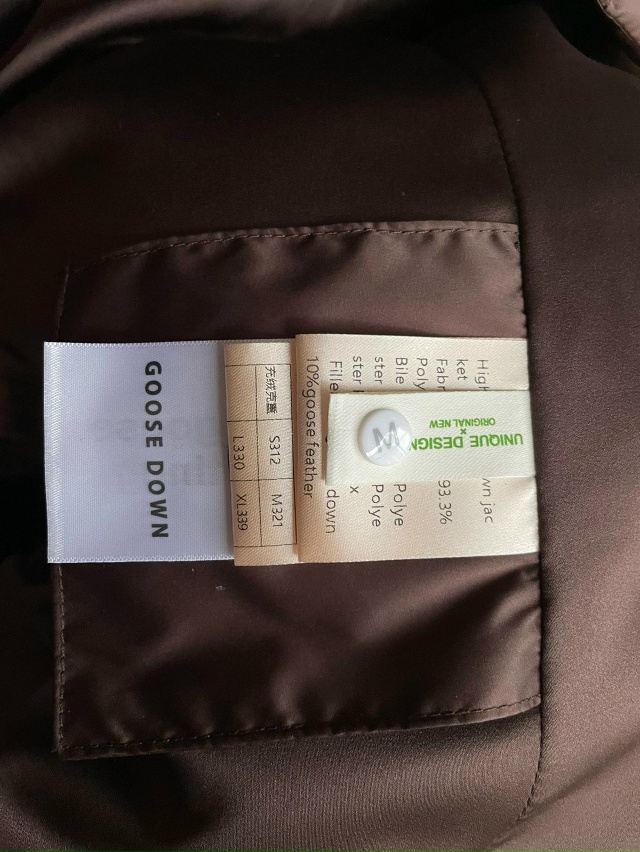 GOOSE DOWN
充绒克重 S312 M321
L330 XL339
High wn jac
ket
Fabr 93.3%
Poly
Bile Polye
ster Polye
ster x
Fille down
10%goose feather
UNIQUE DESIGN
×
ORIGINAL NEW